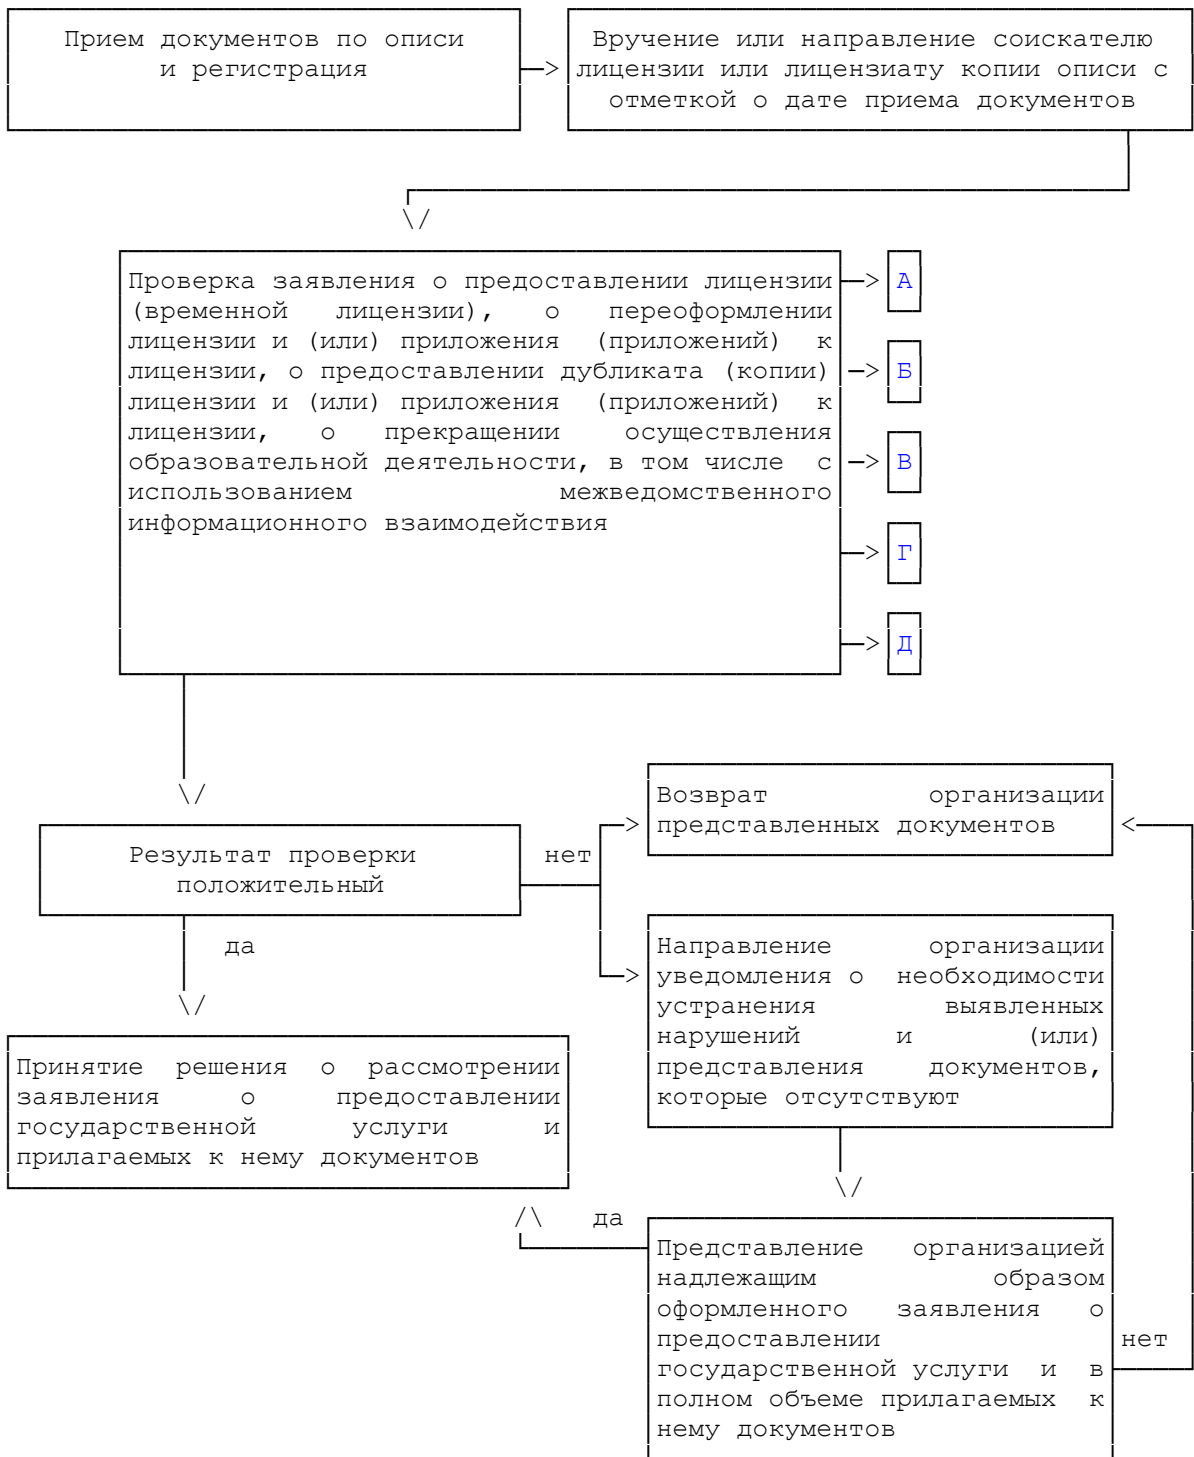 Прием документов по описи
и регистрация
Вручение или направление соискателю
лицензии или лицензиату копии описи с
отметкой о дате приема документов
Проверка заявления о предоставлении лицензии
(временной лицензии), о переоформлении
лицензии и (или) приложения (приложений) к
лицензии, о предоставлении дубликата (копии)
лицензии и (или) приложения (приложений) к
лицензии, о прекращении осуществления
образовательной деятельности, в том числе с
использованием межведомственного
информационного взаимодействия
А
Б
В
Г
Д
Результат проверки
положительный
нет
Возврат организации
представленных документов
да
Направление организации
уведомления о необходимости
устранения выявленных
нарушений и (или)
представления документов,
которые отсутствуют
Принятие решения о рассмотрении
заявления о предоставлении
государственной услуги и
прилагаемых к нему документов
да
Представление организацией
надлежащим образом
оформленного заявления о
предоставлении
государственной услуги и в
полном объеме прилагаемых к
нему документов
нет